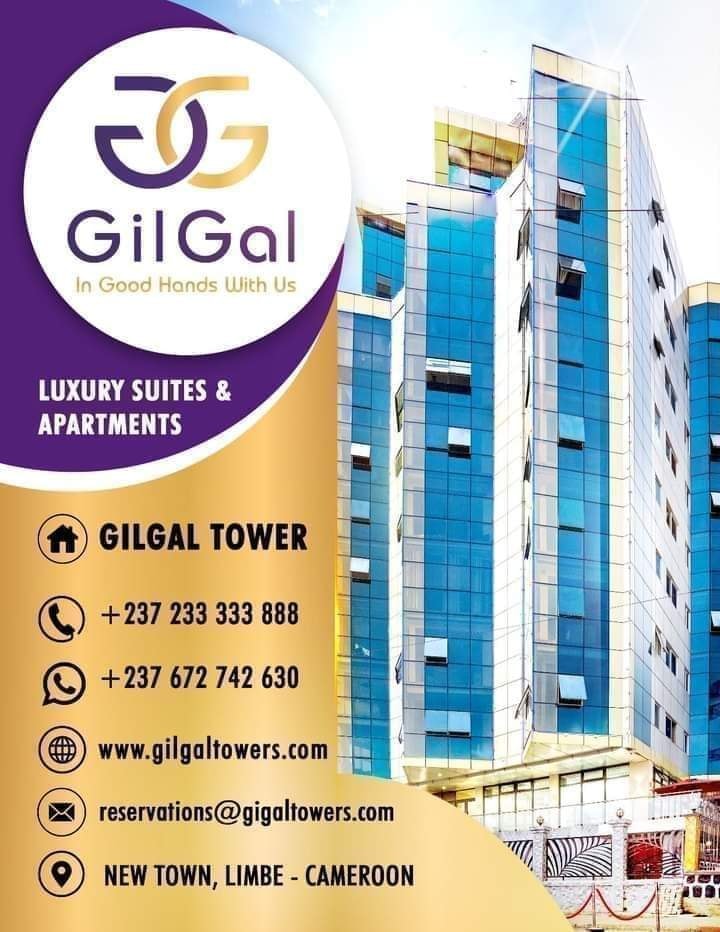 GG
GilGal
In Good Hands With Us
LUXURY SUITES &
APARTMENTS
GILGAL TOWER
+237 233 333 888
+237 672 742 630
www.gilgaltowers.com
reservations@gigaltowers.com
NEW TOWN, LIMBE - CAMEROON